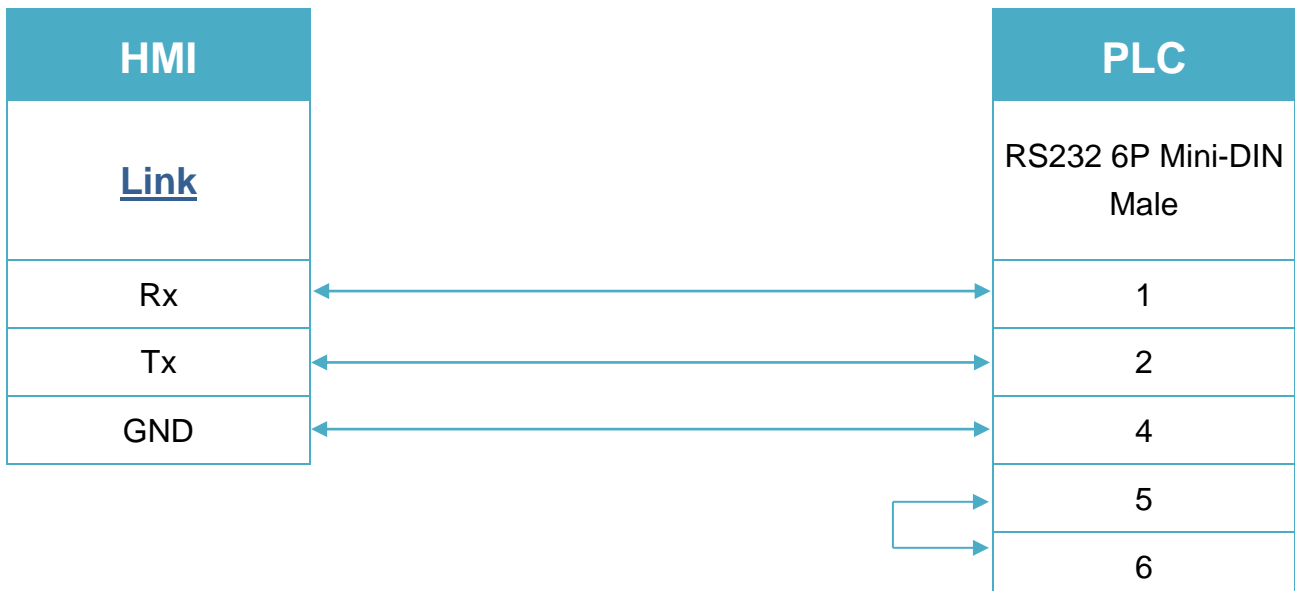 HMI
PLC
Link
RS232 6P Mini-DIN
Male
Rx
1
Tx
2
GND
4
5
6